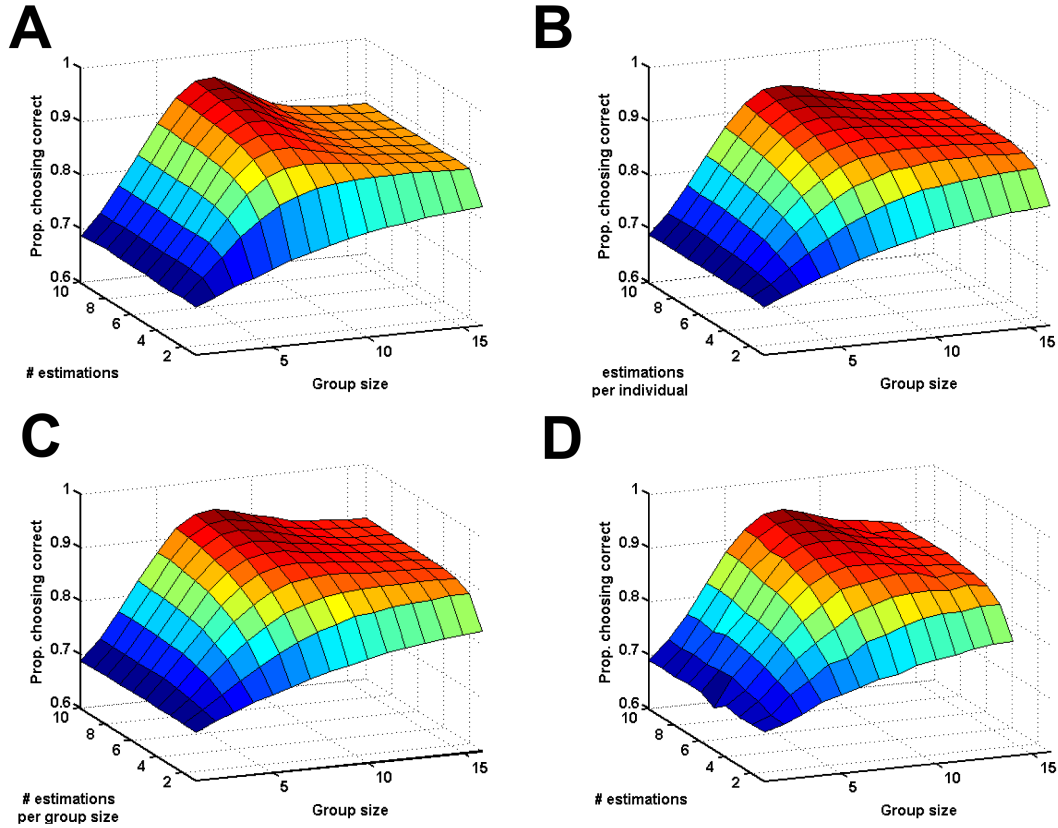 A
Prop. choosing correct
1
0.9
0.8
0.7
0.6
10
8
6
4
2
# estimations
5
10
15
Group size
B
Prop. choosing correct
1
0.9
0.8
0.7
0.6
10
8
6
4
2
estimations
per individual
5
10
15
Group size
C
Prop. choosing correct
1
0.9
0.8
0.7
0.6
10
8
6
4
2
# estimations
per group size
5
10
15
Group size
D
Prop. choosing correct
1
0.9
0.8
0.7
0.6
10
8
6
4
2
# estimations
5
10
15
Group size